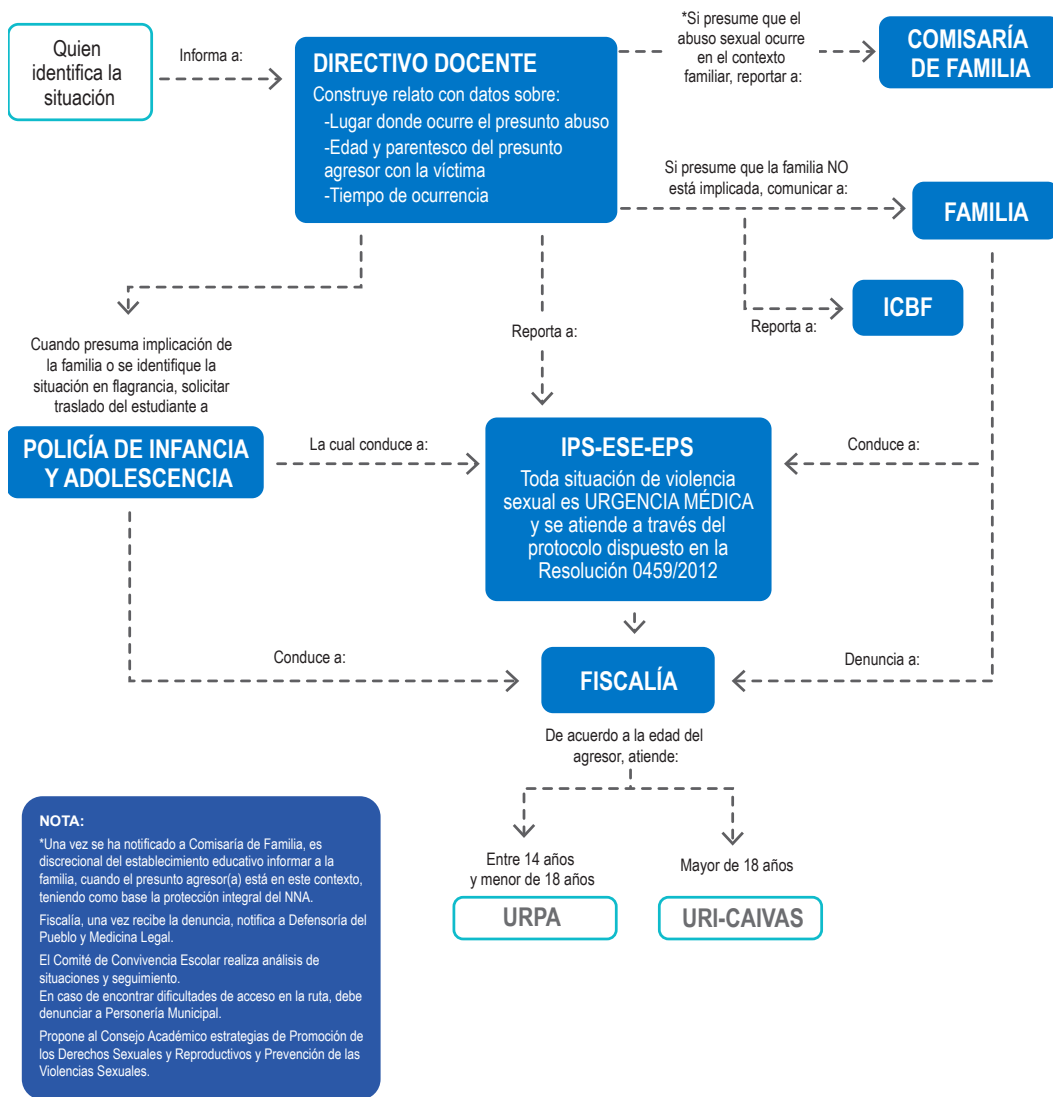 Quien
identifica la
situación
Informa a:
DIRECTIVO DOCENTE
Construye relato con datos sobre:
-Lugar donde ocurre el presunto abuso
-Edad y parentesco del presunto
agresor con la víctima
-Tiempo de ocurrencia
*Si presume que el
abuso sexual ocurre
en el contexto
familiar, reportar a:
COMISARÍA
DE FAMILIA
Si presume que la familia NO
está implicada, comunicar a:
FAMILIA
ICBF
Reporta a:
Reporta a:
Cuando presuma implicación de
la familia o se identifique la
situación en flagrancia, solicitar
traslado del estudiante a
POLICÍA DE INFANCIA
Y ADOLESCENCIA
La cual conduce a:
IPS-ESE-EPS
Toda situación de violencia
sexual es URGENCIA MÉDICA
y se atiende a través del
protocolo dispuesto en la
Resolución 0459/2012
Conduce a:
Conduce a:
FISCALÍA
Denuncia a:
De acuerdo a la edad del
agresor, atiende:
Entre 14 años
y menor de 18 años
URPA
Mayor de 18 años
URI-CAIVAS
NOTA:
*Una vez se ha notificado a Comisaría de Familia, es
discrecional del establecimiento educativo informar a la
familia, cuando el presunto agresor(a) está en este contexto,
teniendo como base la protección integral del NNA.
Fiscalía, una vez recibe la denuncia, notifica a Defensoría del
Pueblo y Medicina Legal.
El Comité de Convivencia Escolar realiza análisis de
situaciones y seguimiento.
En caso de encontrar dificultades de acceso en la ruta, debe
denunciar a Personería Municipal.
Propone al Consejo Académico estrategias de Promoción de
los Derechos Sexuales y Reproductivos y Prevención de las
Violencias Sexuales.